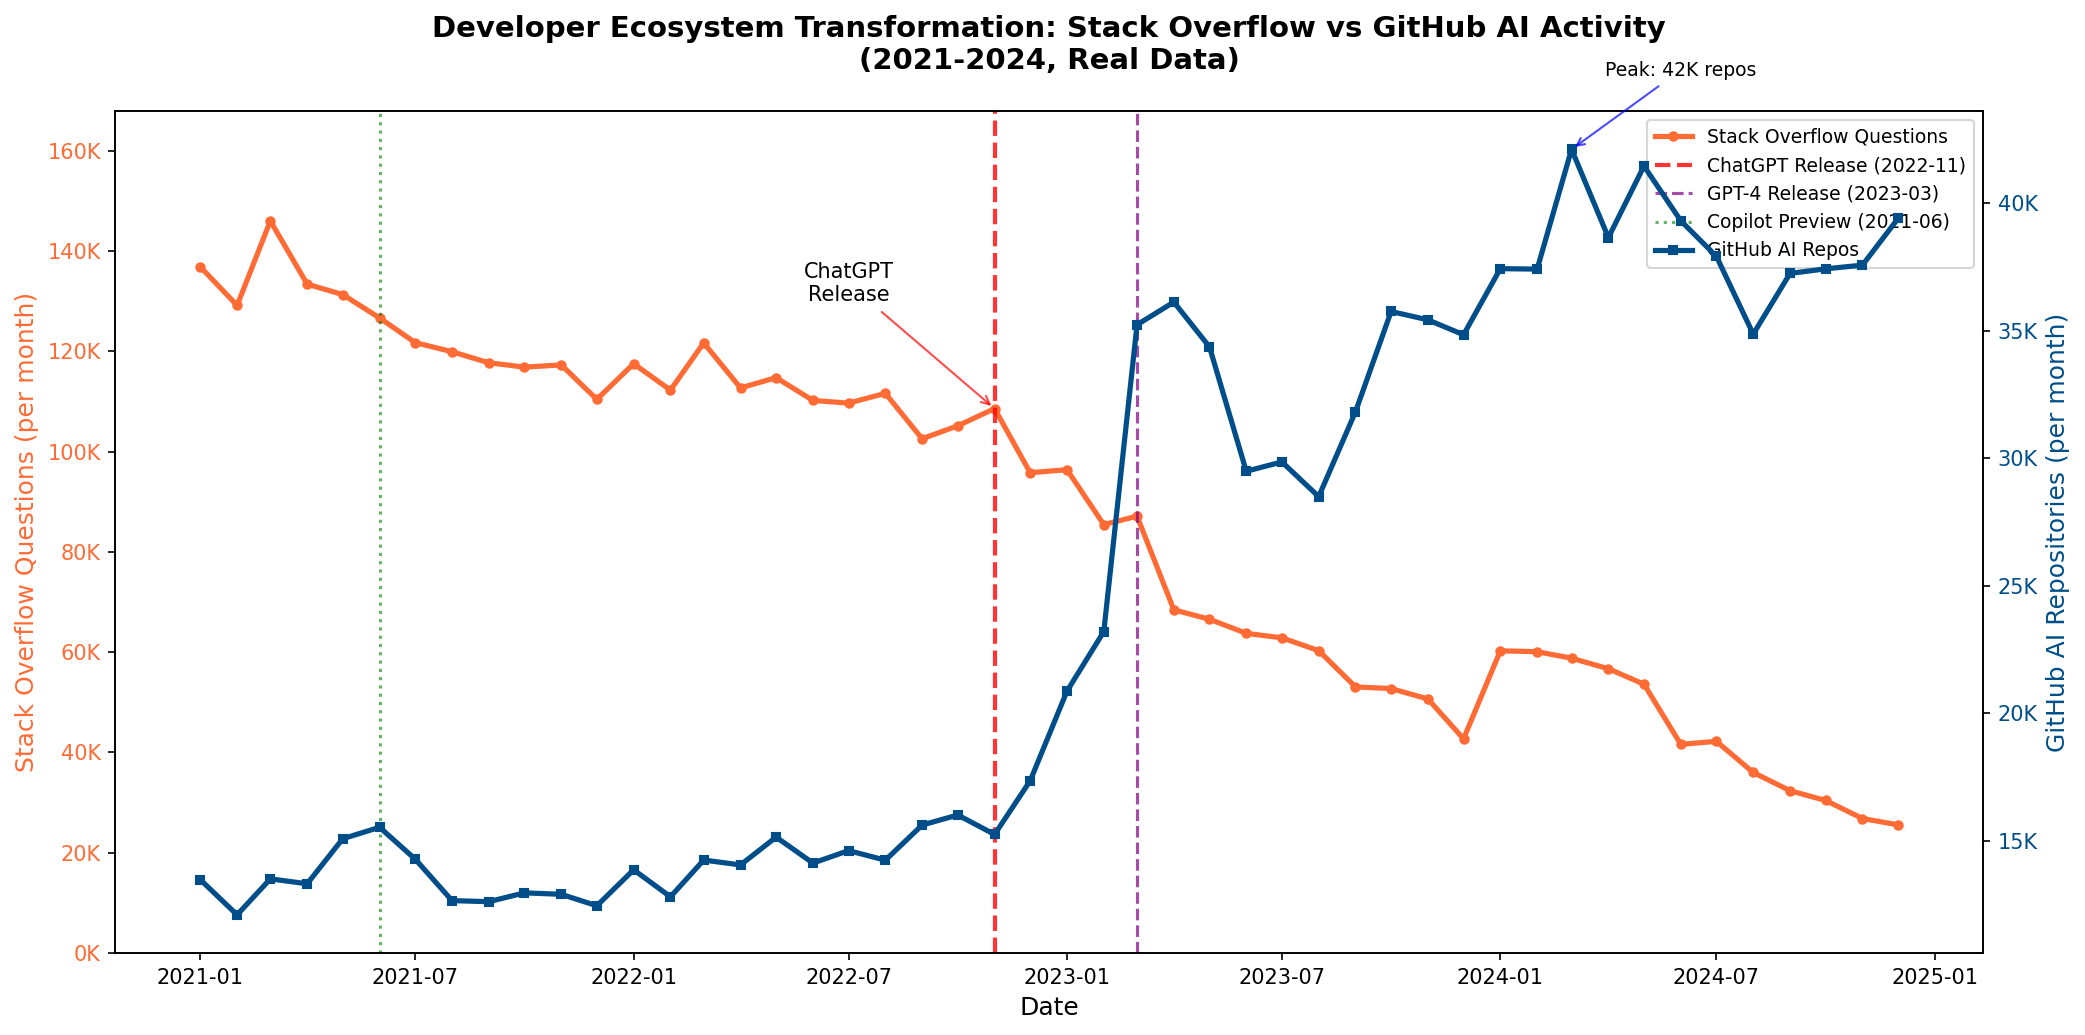 Developer Ecosystem Transformation: Stack Overflow vs GitHub AI Activity
(2021-2024, Real Data)
Peak: 42K repos
Stack Overflow Questions
ChatGPT Release (2022-11)
GPT-4 Release (2023-03)
Copilot Preview (2021-06)
GitHub AI Repos
ChatGPT
Release
Stack Overflow Questions (per month)
160K
140K
120K
100K
80K
60K
40K
20K
0K
GitHub AI Repositories (per month)
40K
35K
30K
25K
20K
15K
2021-01
2021-07
2022-01
2022-07
2023-01
2023-07
2024-01
2024-07
2025-01
Date